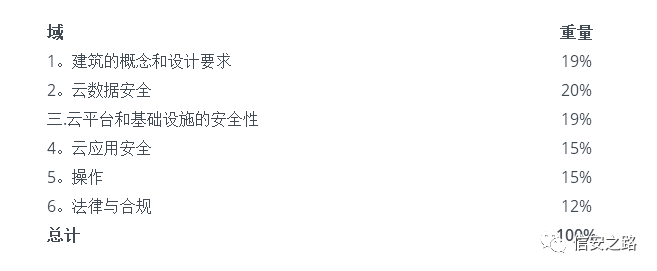 域 重量
1。建筑的概念和设计要求 19%
2。云数据安全 20%
三.云平台和基础设施的安全性 19%
4。云应用安全 15%
5。操作 15%
6。法律与合规 12%
总计 100%
信安之路